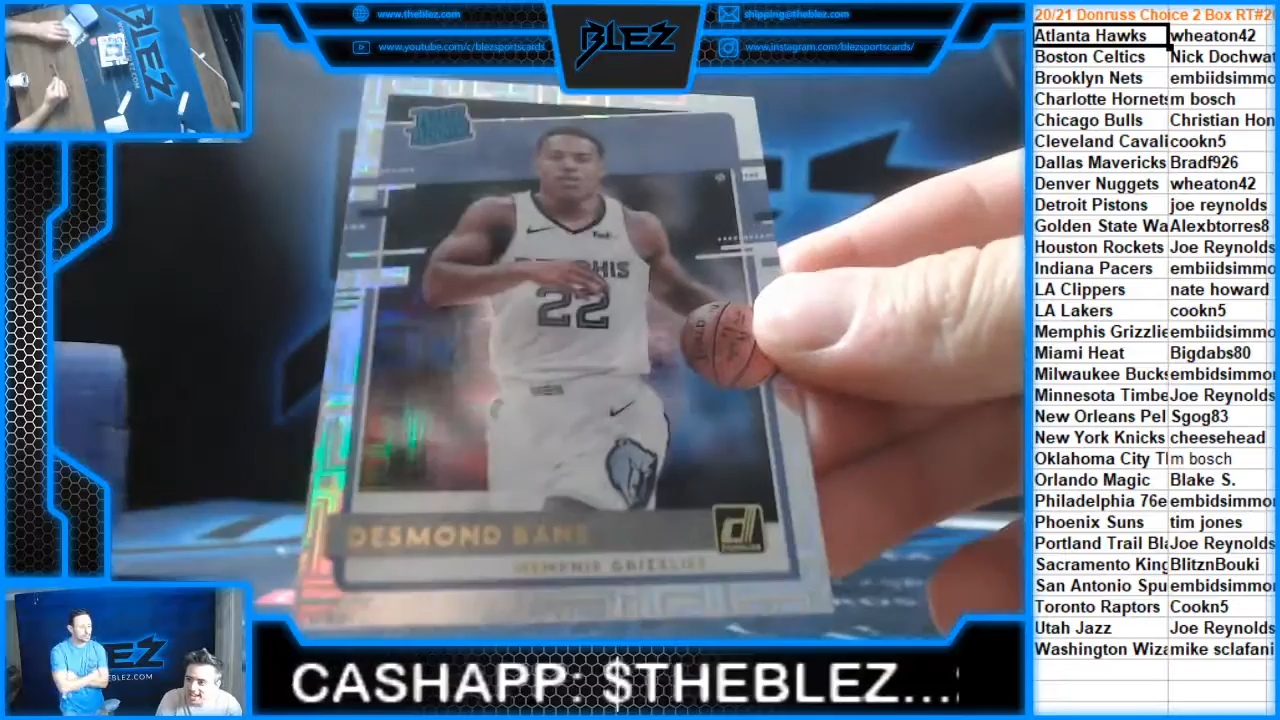 www.theblez.com
shipping@theblez.com
www.youtube.com/c/blezsportscards/
www.instagram.com/blezsportscards/
BLEZ
MEMPHIS
22
DESMOND BANE
MEMPHIS GRIZZLIES
DONRUSS
THEBLEZ.COM
CASHAPP: $THEBLEZ...
20/21 Donruss Choice 2 Box RT#2
Atlanta Hawks wheaton42
Boston Celtics Nick Dochwat
Brooklyn Nets embiidsimmo
Charlotte Hornets m bosch
Chicago Bulls Christian Hon
Cleveland Cavali cookn5
Dallas Mavericks Bradf926
Denver Nuggets wheaton42
Detroit Pistons joe reynolds
Golden State Wa Alexbtorres8
Houston Rockets Joe Reynolds
Indiana Pacers embiidsimmo
LA Clippers nate howard
LA Lakers cookn5
Memphis Grizzlie embiidsimmo
Miami Heat Bigdabs80
Milwaukee Bucks embidsimmor
Minnesota Timbe Joe Reynolds
New Orleans Pel Sgog83
New York Knicks cheesehead
Oklahoma City T m bosch
Orlando Magic Blake S.
Philadelphia 76e embidsimmor
Phoenix Suns tim jones
Portland Trail Bla Joe Reynolds
Sacramento King BlitznBouki
San Antonio Spu embidsimmor
Toronto Raptors Cookn5
Utah Jazz Joe Reynolds
Washington Wiza mike sclafani